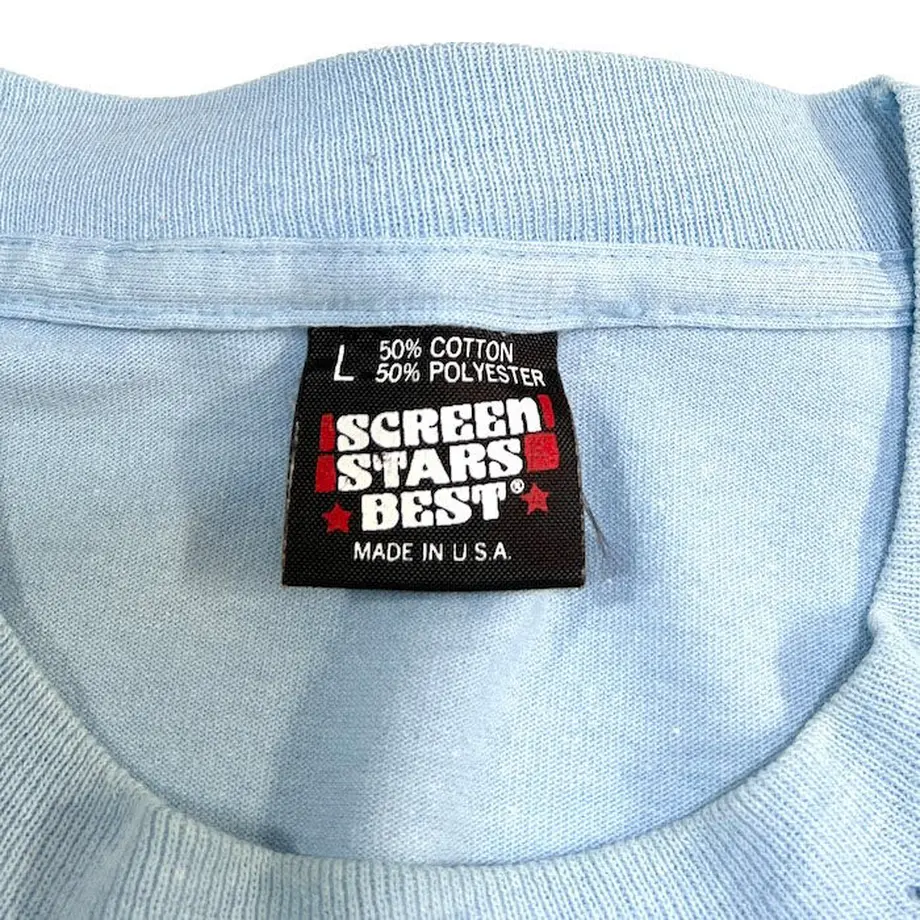 L 50% COTTON
50% POLYESTER
SCREEN
STARS
BEST®
MADE IN U.S.A.